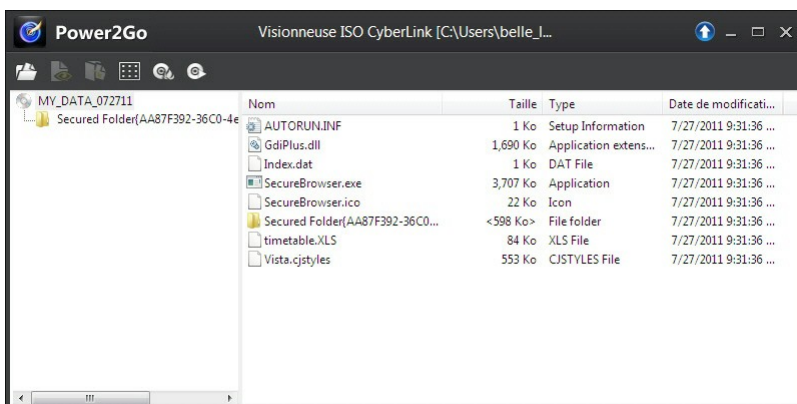 Power2Go Visionneuse ISO CyberLink [C:\Users\belle_l...
MY_DATA_072711
Secured Folder{AA87F392-36C0-4e
Nom Taille Type Date de modificati...
AUTORUN.INF 1 Ko Setup Information 7/27/2011 9:31:36 ...
GdiPlus.dll 1,690 Ko Application extens... 7/27/2011 9:31:36 ...
Index.dat 1 Ko DAT File 7/27/2011 9:31:36 ...
SecureBrowser.exe 3,707 Ko Application 7/27/2011 9:31:36 ...
SecureBrowser.ico 22 Ko Icon 7/27/2011 9:31:36 ...
Secured Folder{AA87F392-36C0... <598 Ko> File folder 7/27/2011 9:31:36 ...
timetable.XLS 84 Ko XLS File 7/27/2011 9:31:36 ...
Vista.cjstyles 553 Ko CJSTYLES File 7/27/2011 9:31:36 ...